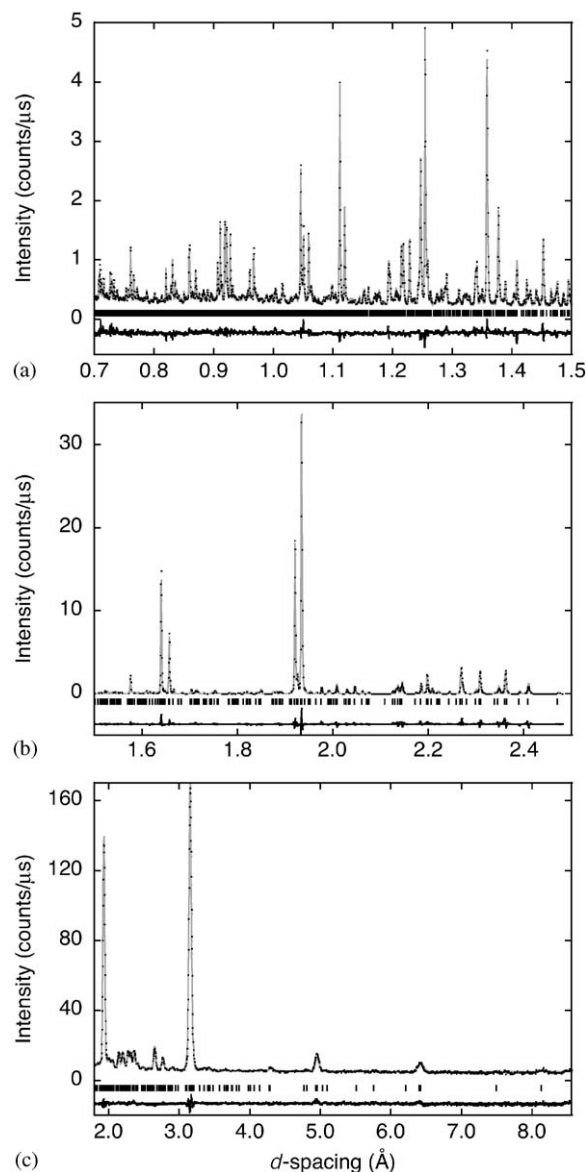 5
4
3
2
1
0
Intensity (counts/μs)
(a)
0.7 0.8 0.9 1.0 1.1 1.2 1.3 1.4 1.5
30
20
10
0
Intensity (counts/μs)
(b)
1.6 1.8 2.0 2.2 2.4
160
120
80
40
0
Intensity (counts/μs)
(c)
2.0 3.0 4.0 5.0 6.0 7.0 8.0
d-spacing (Å)